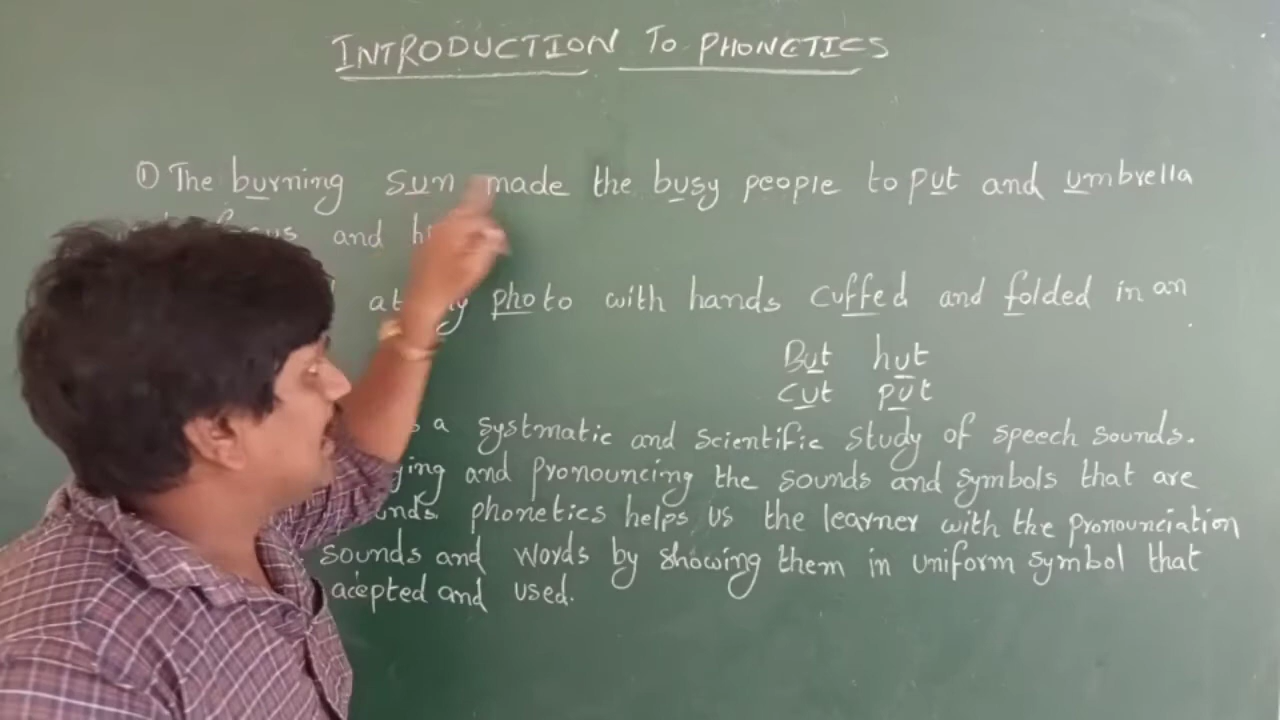 INTRODUCTION TO PHONETICS
① The burning sun made the busy people to put and umbrella
and
at photo with hands cuffed and folded in an
But hut
cut put
a systmatic and scientific study of speech sounds.
and pronouncing the sounds and symbols that are
phonetics helps us the learner with the pronounciation
sounds and words by showing them in uniform symbol that
acepted and used.